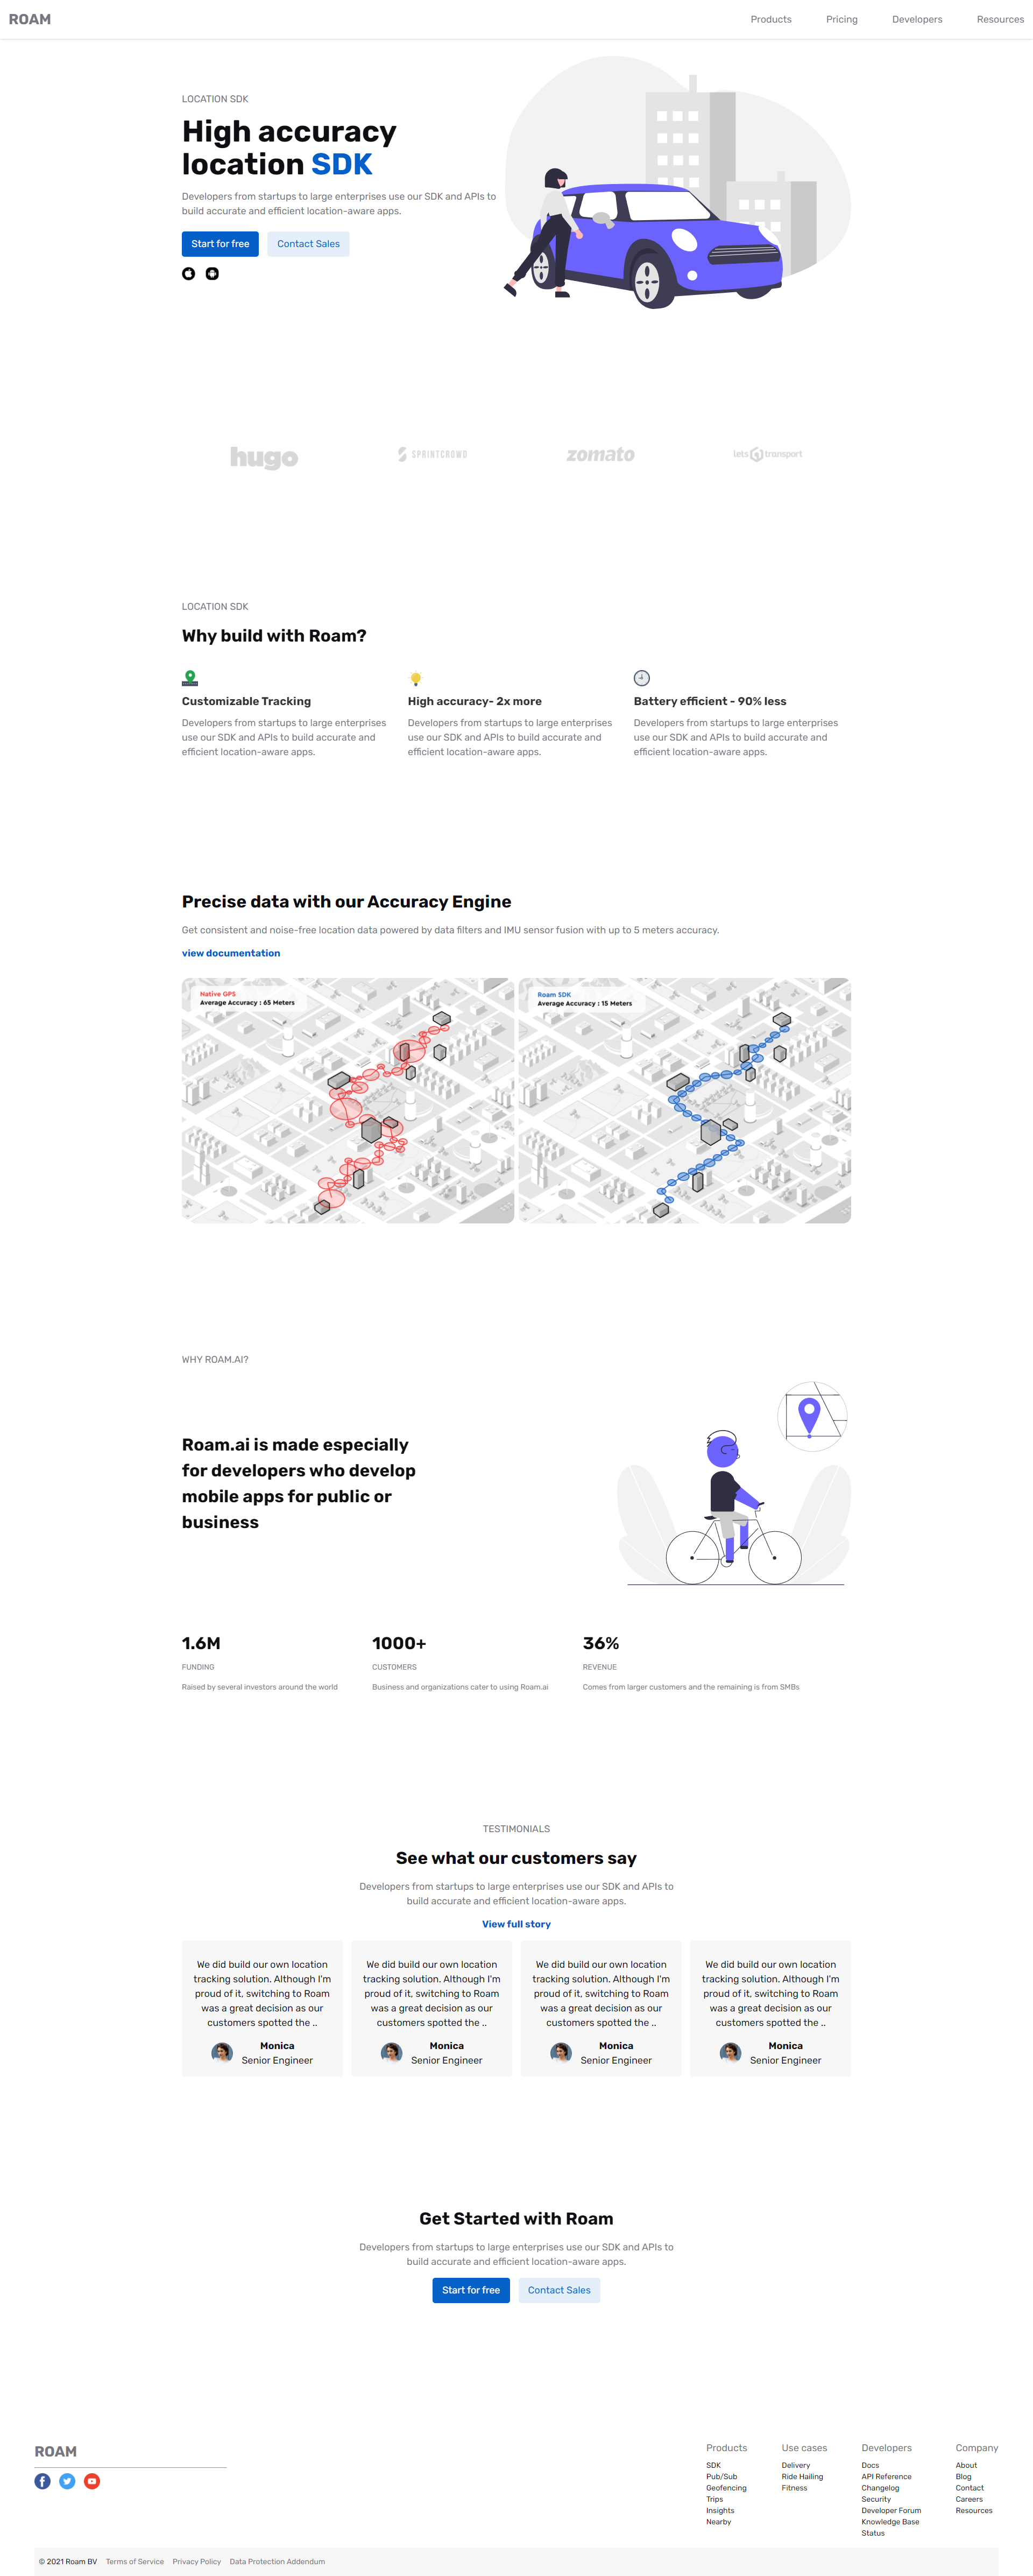 ROAM
Products Pricing Developers Resources
LOCATION SDK
High accuracy
location SDK
Developers from startups to large enterprises use our SDK and APIs to
build accurate and efficient location-aware apps.
Start for free Contact Sales
hugo SPRINTCROWD zomato lets transport
LOCATION SDK
Why build with Roam?
Customizable Tracking
Developers from startups to large enterprises
use our SDK and APIs to build accurate and
efficient location-aware apps.
High accuracy- 2x more
Developers from startups to large enterprises
use our SDK and APIs to build accurate and
efficient location-aware apps.
Battery efficient - 90% less
Developers from startups to large enterprises
use our SDK and APIs to build accurate and
efficient location-aware apps.
Precise data with our Accuracy Engine
Get consistent and noise-free location data powered by data filters and IMU sensor fusion with up to 5 meters accuracy.
view documentation
Native GPS
Average Accuracy : 65 Meters
Roam SDK
Average Accuracy : 15 Meters
WHY ROAM.AI?
Roam.ai is made especially
for developers who develop
mobile apps for public or
business
1.6M
FUNDING
Raised by several investors around the world
1000+
CUSTOMERS
Business and organizations cater to using Roam.ai
36%
REVENUE
Comes from larger customers and the remaining is from SMBs
TESTIMONIALS
See what our customers say
Developers from startups to large enterprises use our SDK and APIs to
build accurate and efficient location-aware apps.
View full story
We did build our own location
tracking solution. Although I'm
proud of it, switching to Roam
was a great decision as our
customers spotted the ..
Monica
Senior Engineer
We did build our own location
tracking solution. Although I'm
proud of it, switching to Roam
was a great decision as our
customers spotted the ..
Monica
Senior Engineer
We did build our own location
tracking solution. Although I'm
proud of it, switching to Roam
was a great decision as our
customers spotted the ..
Monica
Senior Engineer
We did build our own location
tracking solution. Although I'm
proud of it, switching to Roam
was a great decision as our
customers spotted the ..
Monica
Senior Engineer
Get Started with Roam
Developers from startups to large enterprises use our SDK and APIs to
build accurate and efficient location-aware apps.
Start for free Contact Sales
ROAM
Products
SDK
Pub/Sub
Geofencing
Trips
Insights
Nearby
Use cases
Delivery
Ride Hailing
Fitness
Developers
Docs
API Reference
Changelog
Security
Developer Forum
Knowledge Base
Status
Company
About
Blog
Contact
Careers
Resources
© 2021 Roam BV Terms of Service Privacy Policy Data Protection Addendum